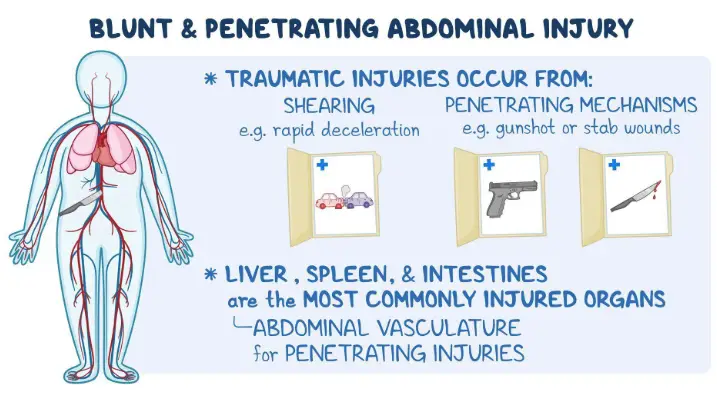 BLUNT & PENETRATING ABDOMINAL INJURY
* TRAUMATIC INJURIES OCCUR FROM:
SHEARING
e.g. rapid deceleration
PENETRATING MECHANISMS
e.g. gunshot or stab wounds
* LIVER , SPLEEN, & INTESTINES
are the MOST COMMONLY INJURED ORGANS
ABDOMINAL VASCULATURE
for PENETRATING INJURIES